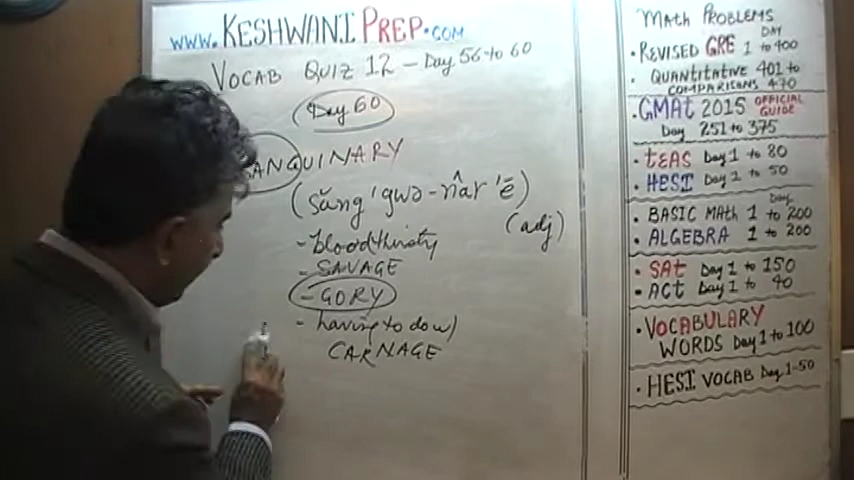 www.KESHWANIPREP.COM
VOCAB QUIZ 12 - Day 56 to 60
Day 60
SANGUINARY
(săng'gwə-nâr'ē)
(adj)
- bloodthirsty
- SAVAGE
- GORY
- having to do w/
CARNAGE
MATH PROBLEMS
DAY
• REVISED GRE 1 to 400
• QUANTITATIVE 401 to
COMPARISONS 470
• GMAT 2015 OFFICIAL GUIDE
Day 251 to 375
• TEAS Day 1 to 80
• HESI Day 1 to 50
Day
• BASIC MATH 1 to 200
• ALGEBRA 1 to 200
• SAT Day 1 to 150
• ACT Day 1 to 40
• VOCABULARY
WORDS Day 1 to 100
• HESI VOCAB Day 1-50